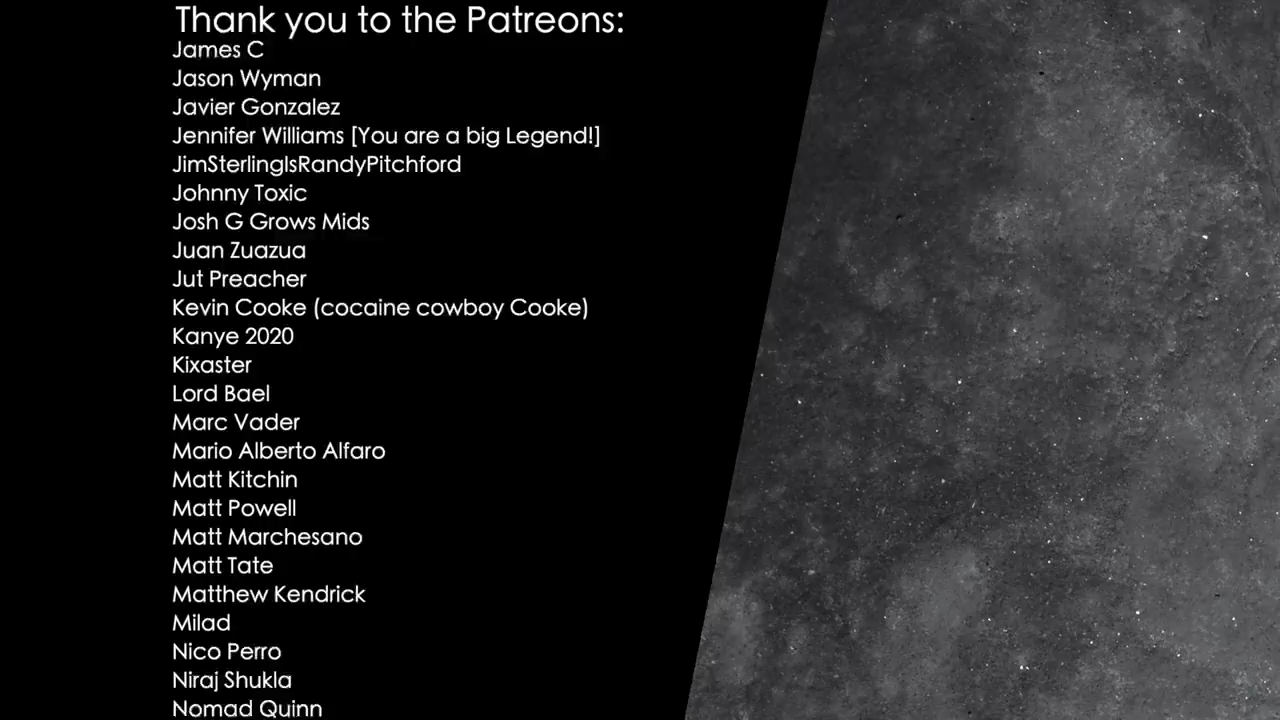 Thank you to the Patreons:
James C
Jason Wyman
Javier Gonzalez
Jennifer Williams [You are a big Legend!]
JimSterlingIsRandyPitchford
Johnny Toxic
Josh G Grows Mids
Juan Zuazua
Jut Preacher
Kevin Cooke (cocaine cowboy Cooke)
Kanye 2020
Kixaster
Lord Bael
Marc Vader
Mario Alberto Alfaro
Matt Kitchin
Matt Powell
Matt Marchesano
Matt Tate
Matthew Kendrick
Milad
Nico Perro
Niraj Shukla
Nomad Quinn